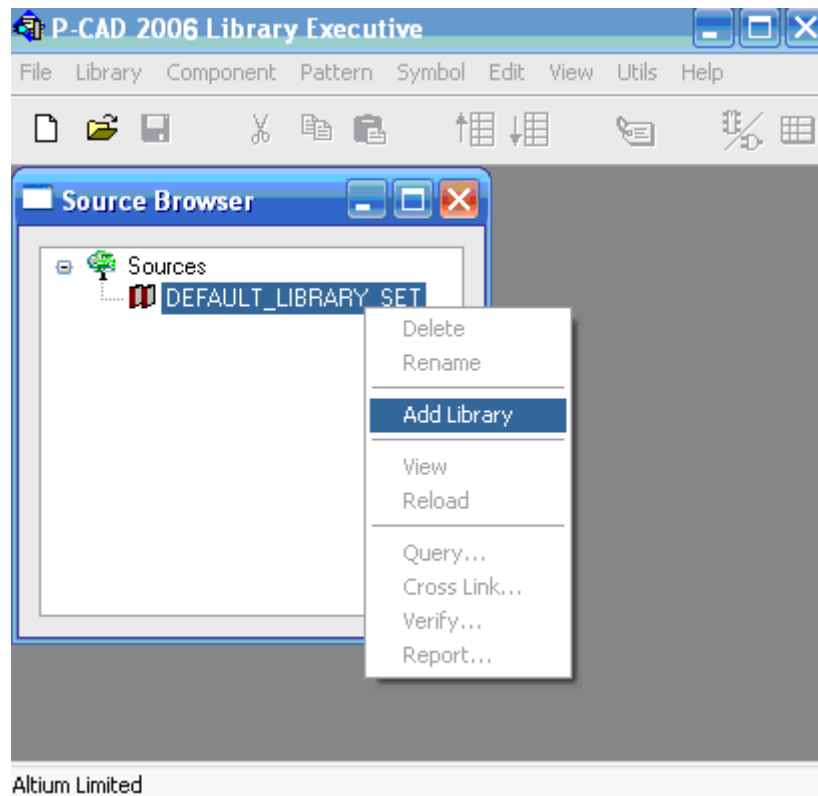 P-CAD 2006 Library Executive
File Library Component Pattern Symbol Edit View Utils Help
Source Browser
Sources
DEFAULT_LIBRARY_SET
Delete
Rename
Add Library
View
Reload
Query...
Cross Link...
Verify...
Report...
Altium Limited